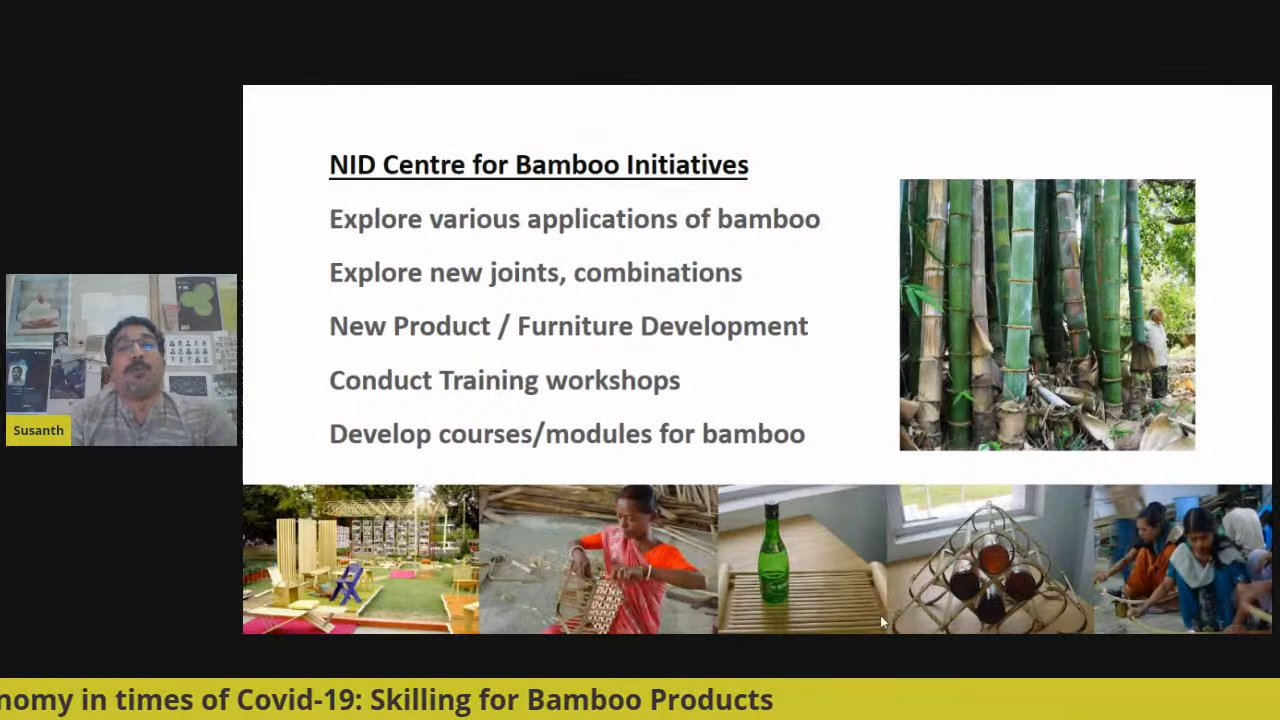 NID Centre for Bamboo Initiatives
Explore various applications of bamboo
Explore new joints, combinations
New Product / Furniture Development
Conduct Training workshops
Develop courses/modules for bamboo
Susanth
nomy in times of Covid-19: Skilling for Bamboo Products